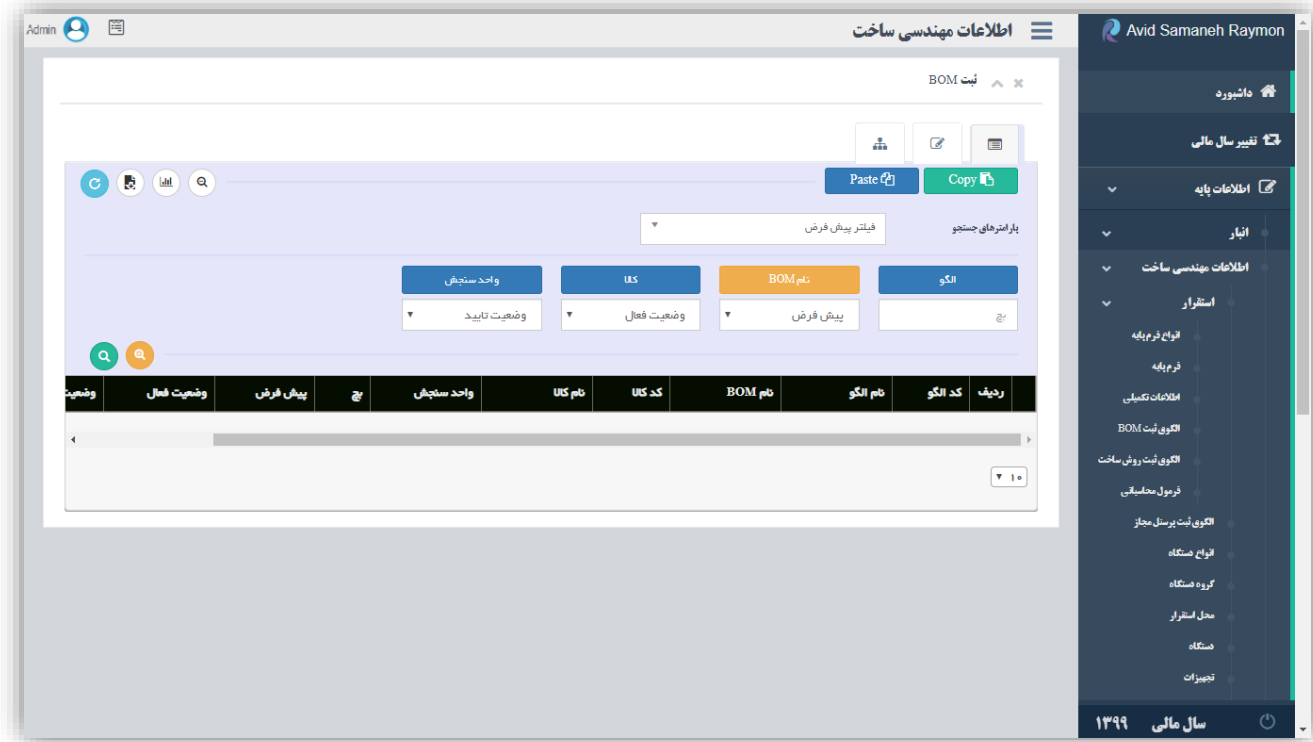 Avid Samaneh Raymon
داشبورد
تغییر سال مالی
اطلاعات پایه
انبار
اطلاعات مهندسی ساخت
استقرار
انواع فرم پایه
فرم پایه
اطلاعات تکمیلی
الگوی ثبت BOM
الگوی ثبت روش ساخت
فرمول محاسباتی
الگوی ثبت پرسنل مجاز
انواع دستگاه
گروه دستگاه
محل استقرار
دستگاه
تجهیزات
سال مالی ۱۳۹۹
اطلاعات مهندسی ساخت
Admin
ثبت BOM
Copy Paste
پارامترهای جستجو فیلتر پیش فرض
الگو نام BOM کالا واحد سنجش
بچ پیش فرض وضعیت فعال وضعیت تایید
ردیف کد الگو نام الگو نام BOM کد کالا نام کالا واحد سنجش بچ پیش فرض وضعیت فعال وضعیت
۱۰